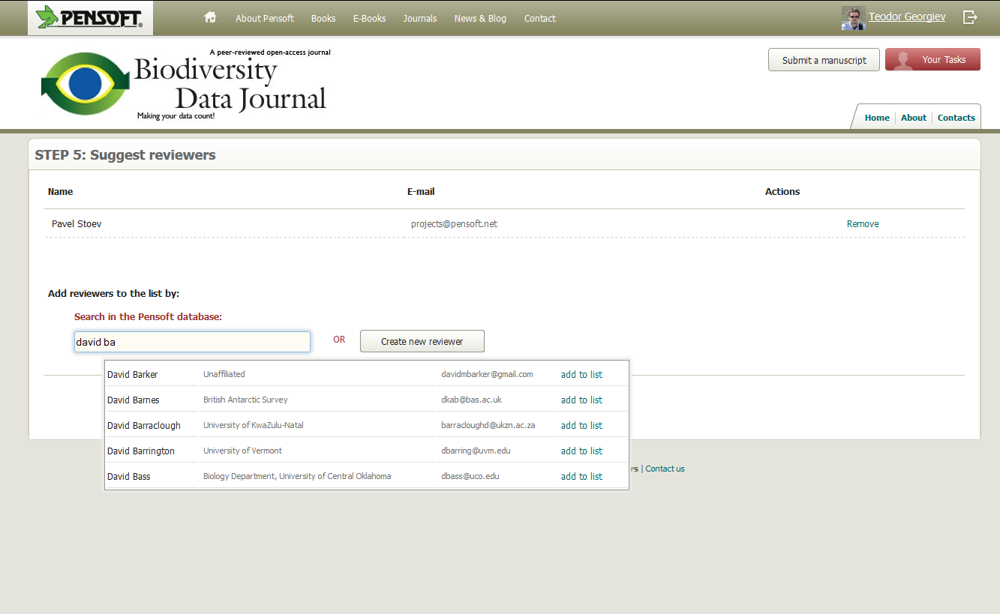 PENSOFT®
About Pensoft Books E-Books Journals News & Blog Contact
Teodor Georgiev
A peer-reviewed open-access journal
Biodiversity
Data Journal
Making your data count!
Submit a manuscript
Your Tasks
Home About Contacts
STEP 5: Suggest reviewers
Name E-mail Actions
Pavel Stoev projects@pensoft.net Remove
Add reviewers to the list by:
Search in the Pensoft database:
david ba OR Create new reviewer
David Barker Unaffiliated davidmbarker@gmail.com add to list
David Barnes British Antarctic Survey dkab@bas.ac.uk add to list
David Barraclough University of KwaZulu-Natal barracloughd@ukzn.ac.za add to list
David Barrington University of Vermont dbarring@uvm.edu add to list
rs | Contact us
David Bass Biology Department, University of Central Oklahoma dbass@uco.edu add to list